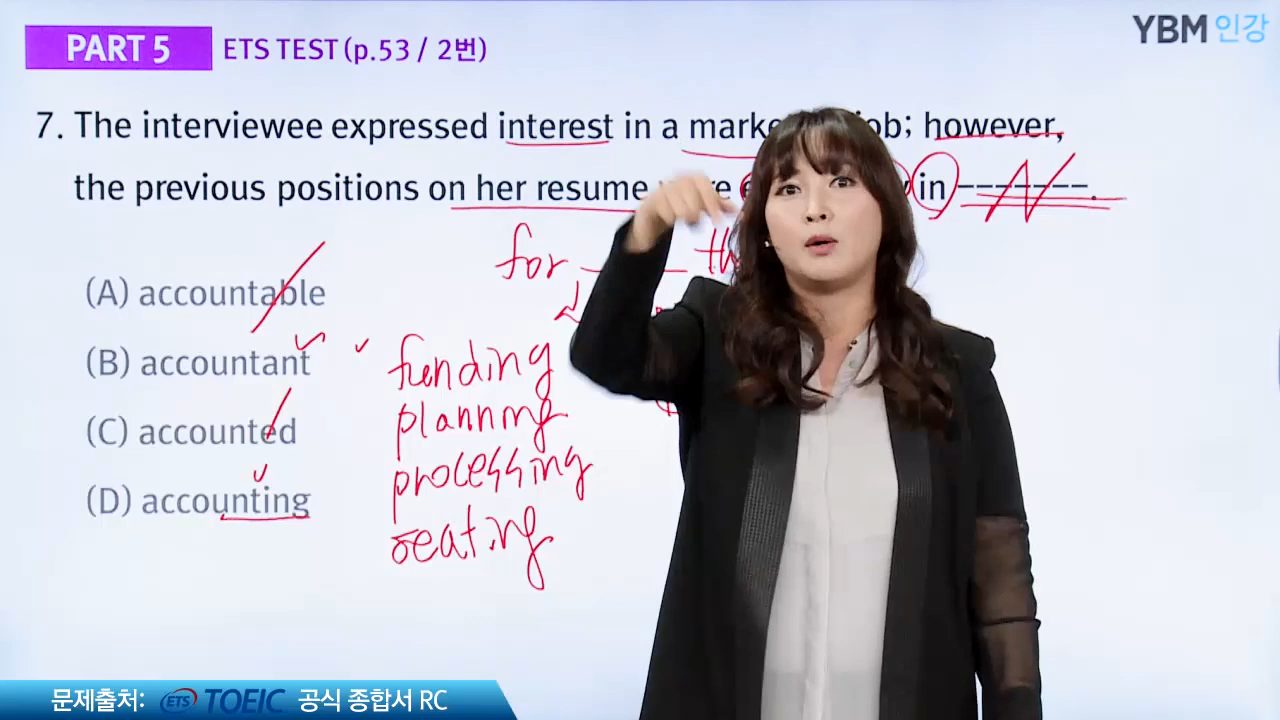 PART 5 ETS TEST (p.53 / 2번)
YBM 인강
7. The interviewee expressed interest in a job; however,
the previous positions on her resume in -------.
for
(A) accountable
(B) accountant
(C) accounted
(D) accounting
funding
planning
processing
seating
N
문제출처: ETS TOEIC 공식 종합서 RC